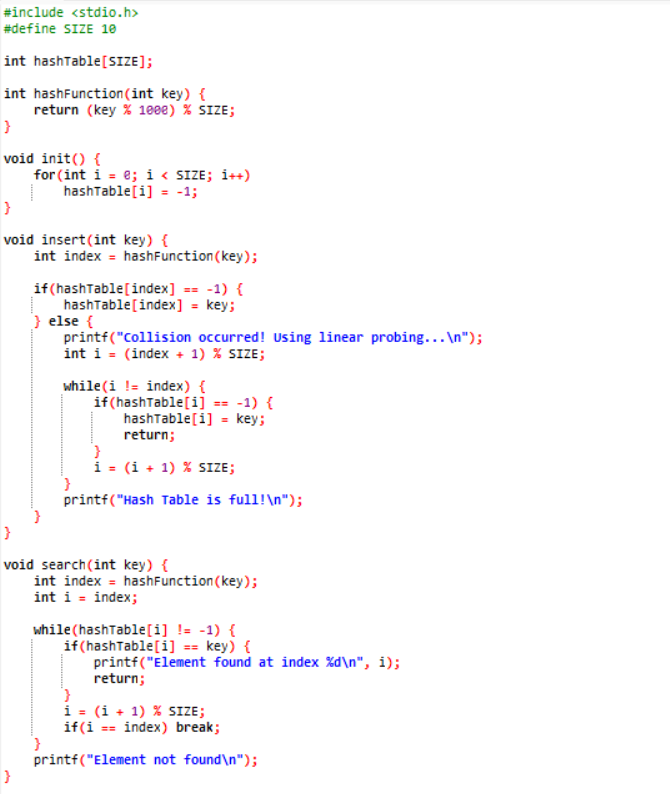 #include <stdio.h>
#define SIZE 10

int hashTable[SIZE];

int hashFunction(int key) {
    return (key % 1000) % SIZE;
}

void init() {
    for(int i = 0; i < SIZE; i++)
        hashTable[i] = -1;
}

void insert(int key) {
    int index = hashFunction(key);

    if(hashTable[index] == -1) {
        hashTable[index] = key;
    } else {
        printf("Collision occurred! Using linear probing...\n");
        int i = (index + 1) % SIZE;

        while(i != index) {
            if(hashTable[i] == -1) {
                hashTable[i] = key;
                return;
            }
            i = (i + 1) % SIZE;
        }
        printf("Hash Table is full!\n");
    }
}

void search(int key) {
    int index = hashFunction(key);
    int i = index;

    while(hashTable[i] != -1) {
        if(hashTable[i] == key) {
            printf("Element found at index %d\n", i);
            return;
        }
        i = (i + 1) % SIZE;
        if(i == index) break;
    }
    printf("Element not found\n");
}